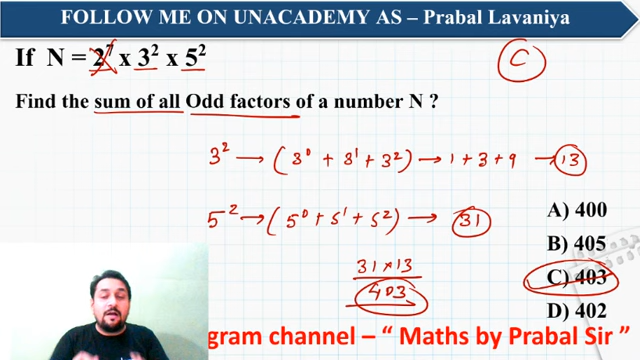 FOLLOW ME ON UNACADEMY AS – Prabal Lavaniya
If N = 2⁷ x 3² x 5²
C
Find the sum of all Odd factors of a number N ?
3² → (3⁰ + 3¹ + 3²) → 1 + 3 + 9 → 13
5² → (5⁰ + 5¹ + 5²) → 31
31 × 13
403
A) 400
B) 405
C) 403
D) 402
gram channel – “ Maths by Prabal Sir ”